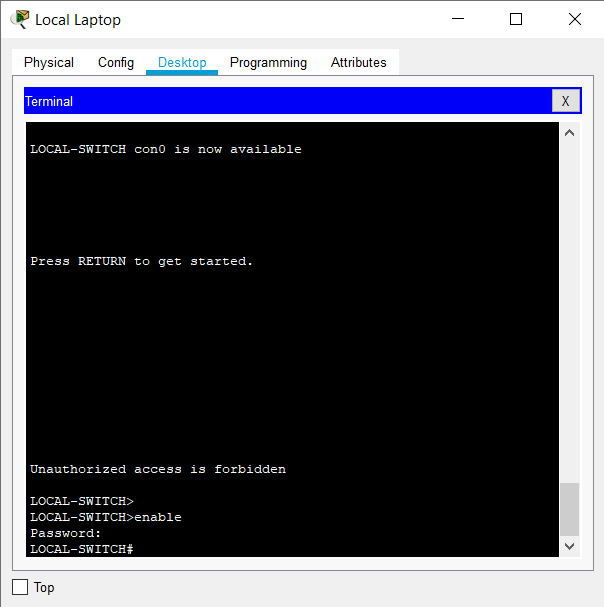 Local Laptop
Physical Config Desktop Programming Attributes
Terminal X
LOCAL-SWITCH con0 is now available
Press RETURN to get started.
Unauthorized access is forbidden
LOCAL-SWITCH>
LOCAL-SWITCH>enable
Password:
LOCAL-SWITCH#
Top